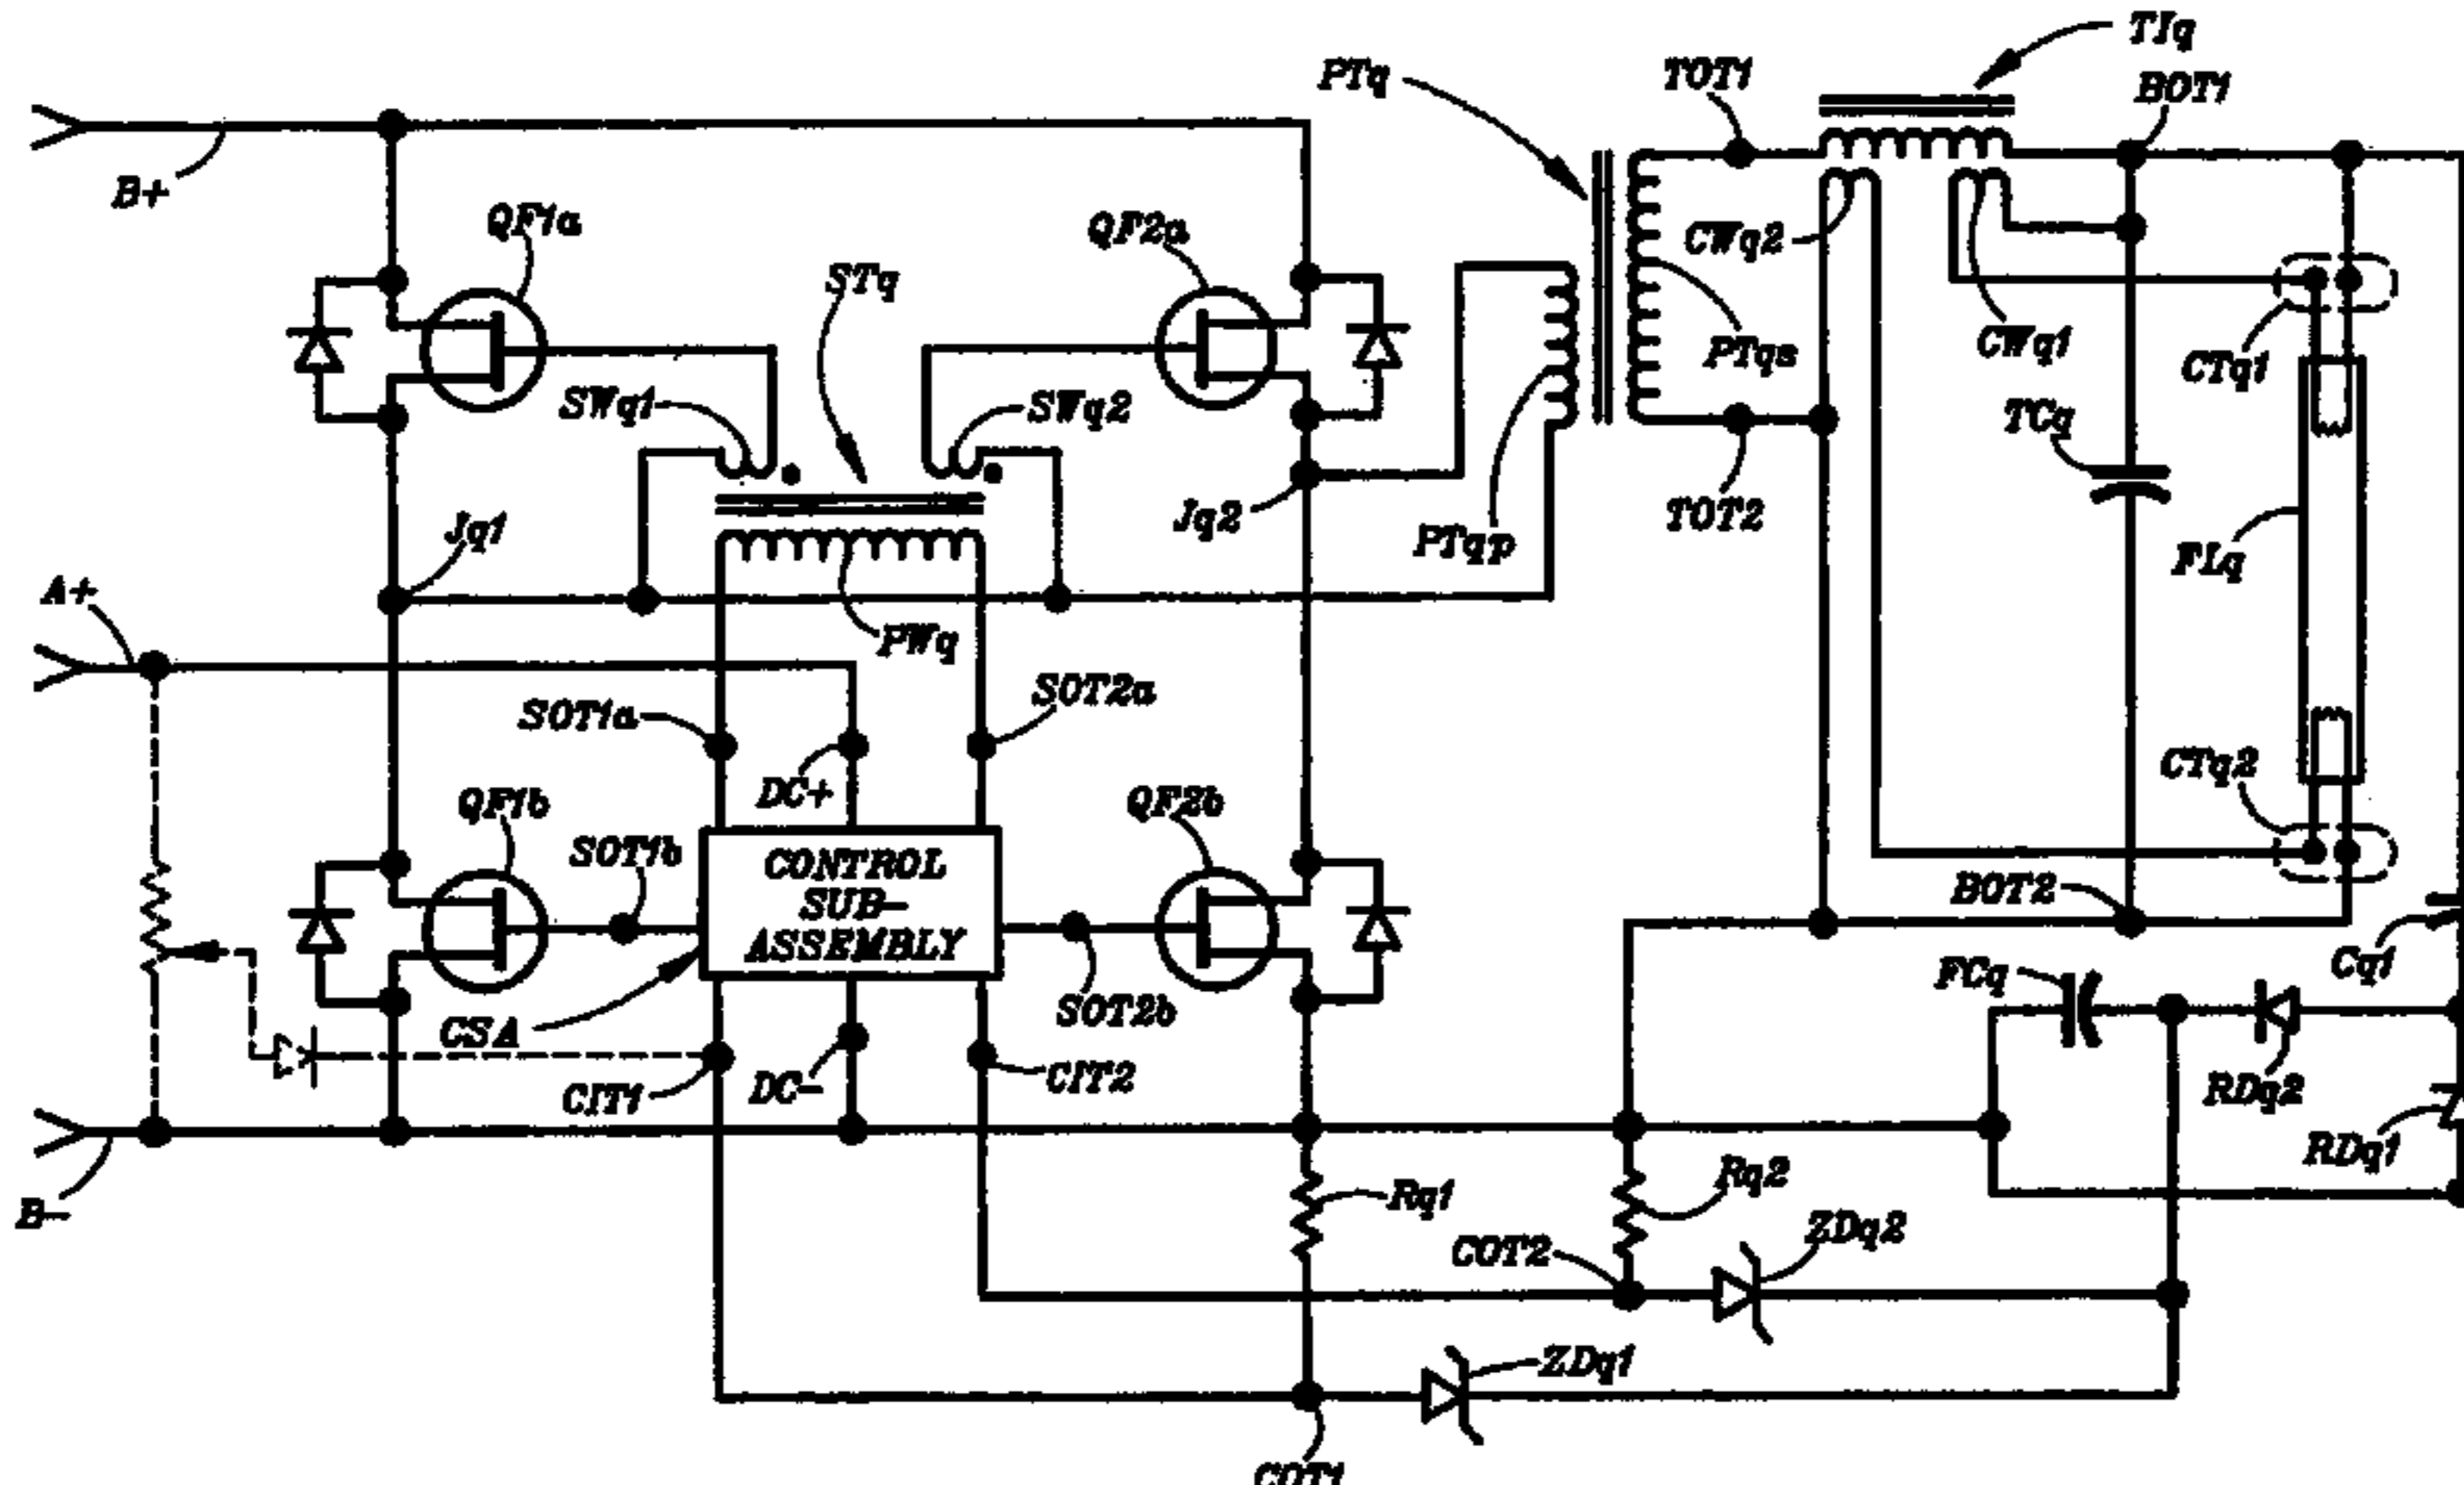 TIq
PTq
TOT1
BOT1
B+
QF1a
QF2a
STq
CWq2
PTqs
CWq1
CTq1
SWq1
SWq2
TCq
Jq1
Jq2
PTqp
TOT2
FLq
A+
PWq
SOT1a
SOT2a
DC+
CTq2
QF1b
SOT1b
QF2b
CONTROL
SUB-
ASSEMBLY
BOT2
Cq1
FCq
CSA
SOT2b
CIT1
DC-
CIT2
RDq2
RDq1
B-
Rq1
Rq2
ZDq2
COT2
ZDq1